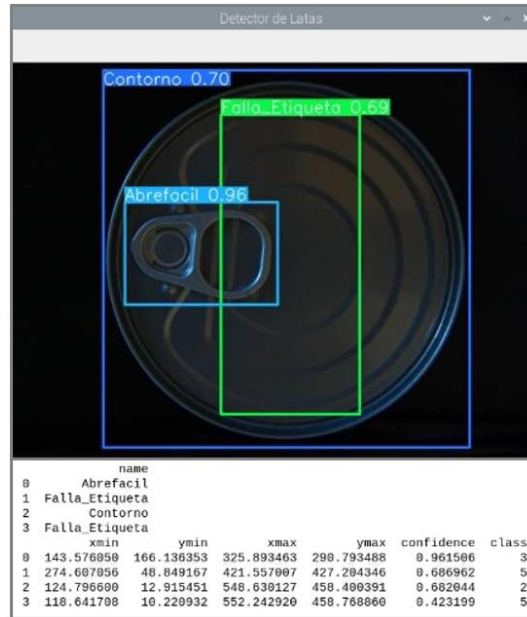 Detector de Latas
Contorno 0.70
Falla_Etiqueta 0.69
Abrefacil 0.96
name
0 Abrefacil
1 Falla_Etiqueta
2 Contorno
3 Falla_Etiqueta
xmin ymin xmax ymax confidence class
0 143.576050 166.136353 325.893463 290.793488 0.961506 3
1 274.607056 48.849167 421.557007 427.204346 0.686962 5
2 124.796600 12.915451 548.630127 458.400391 0.682044 2
3 118.641708 10.220932 552.242920 458.768860 0.423199 5